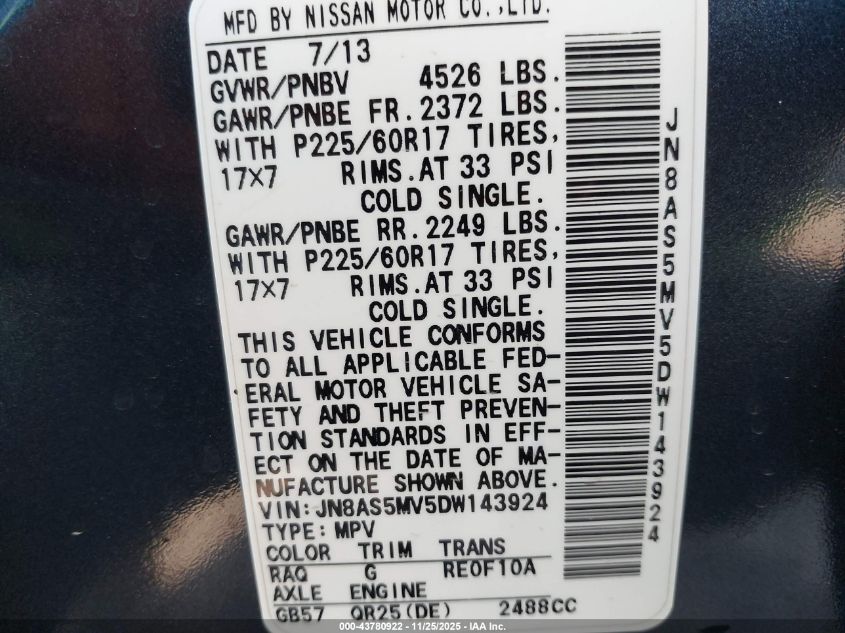 MFD BY NISSAN MOTOR CO.,LTD.
DATE 7/13
GVWR/PNBV 4526 LBS.
GAWR/PNBE FR.2372 LBS.
WITH P225/60R17 TIRES,
17X7 RIMS.AT 33 PSI
COLD SINGLE.
GAWR/PNBE RR.2249 LBS.
WITH P225/60R17 TIRES,
17X7 RIMS.AT 33 PSI
COLD SINGLE.
THIS VEHICLE CONFORMS
TO ALL APPLICABLE FED-
ERAL MOTOR VEHICLE SA-
FETY AND THEFT PREVEN-
TION STANDARDS IN EFF-
ECT ON THE DATE OF MA-
NUFACTURE SHOWN ABOVE.
VIN:JN8AS5MV5DW143924
TYPE:MPV
COLOR TRIM TRANS
RAQ G RE0F10A
AXLE ENGINE
GB57 QR25(DE) 2488CC
JN8AS5MV5DW143924
000-43780922 - 11/25/2025 - IAA Inc.